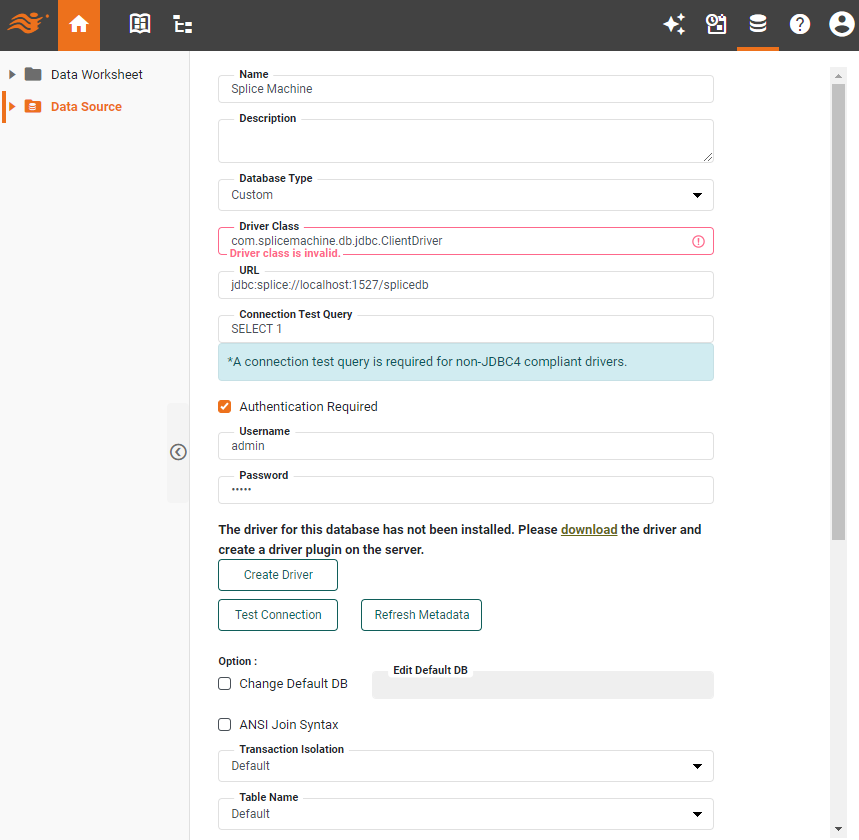 Data Worksheet
Data Source
Name
Splice Machine
Description
Database Type
Custom
Driver Class
com.splicemachine.db.jdbc.ClientDriver
Driver class is invalid.
URL
jdbc:splice://localhost:1527/splicedb
Connection Test Query
SELECT 1
*A connection test query is required for non-JDBC4 compliant drivers.
Authentication Required
Username
admin
Password
•••••
The driver for this database has not been installed. Please download the driver and
create a driver plugin on the server.
Create Driver
Test Connection Refresh Metadata
Option :
Edit Default DB
Change Default DB
ANSI Join Syntax
Transaction Isolation
Default
Table Name
Default